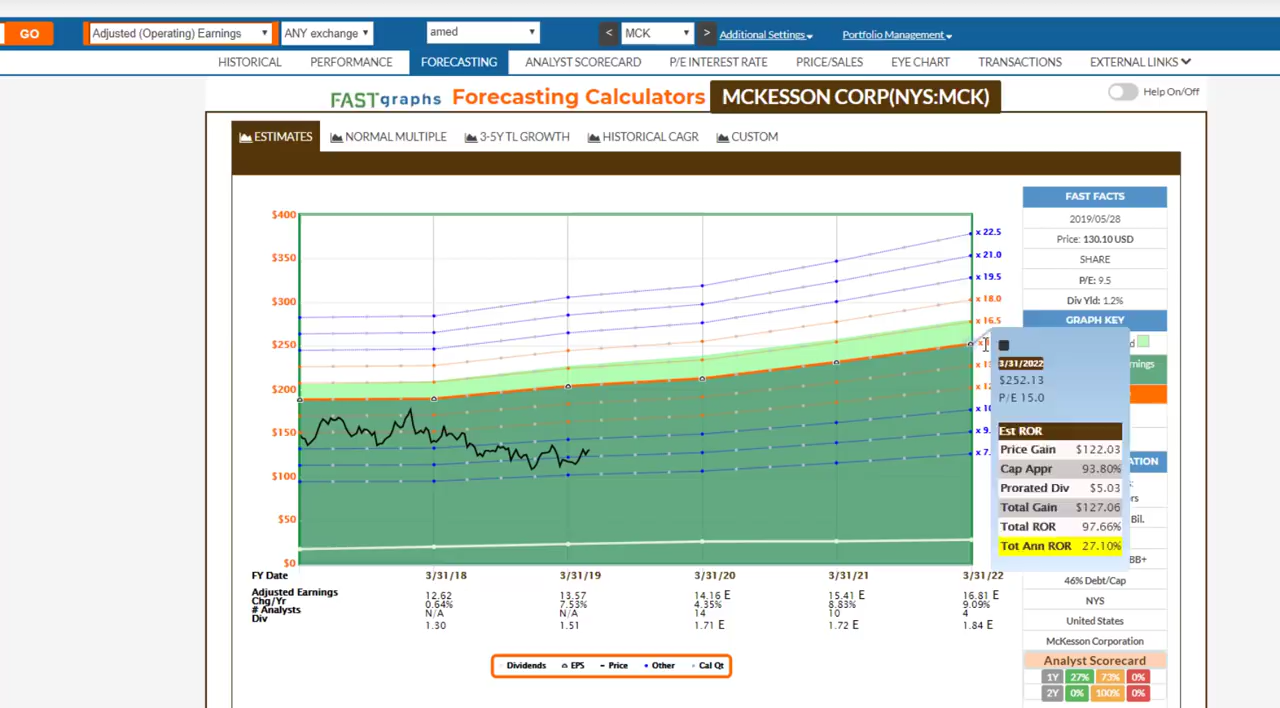 GO Adjusted (Operating) Earnings ANY exchange amed < MCK > Additional Settings Portfolio Management
HISTORICAL PERFORMANCE FORECASTING ANALYST SCORECARD P/E INTEREST RATE PRICE/SALES EYE CHART TRANSACTIONS EXTERNAL LINKS
FASTgraphs Forecasting Calculators MCKESSON CORP(NYS:MCK) Help On/Off
ESTIMATES NORMAL MULTIPLE 3-5Y TL GROWTH HISTORICAL CAGR CUSTOM
$400
$350
$300
$250
$200
$150
$100
$50
$0
x 22.5
x 21.0
x 19.5
x 18.0
x 16.5
3/31/2022
$252.13
P/E 15.0
Est ROR
Price Gain $122.03
Cap Appr 93.80%
Prorated Div $5.03
Total Gain $127.06
Total ROR 97.66%
Tot Ann ROR 27.10%
FAST FACTS
2019/05/28
Price: 130.10 USD
SHARE
P/E: 9.5
Div Yld: 1.2%
GRAPH KEY
46% Debt/Cap
NYS
United States
McKesson Corporation
Analyst Scorecard
1Y 27% 73% 0%
2Y 0% 100% 0%
FY Date 3/31/18 3/31/19 3/31/20 3/31/21 3/31/22
Adjusted Earnings 12.62 13.57 14.16 E 15.41 E 16.81 E
Chg/Yr 0.64% 7.53% 4.35% 8.83% 9.09%
# Analysts N/A N/A 14 10 4
Div 1.30 1.51 1.71 E 1.72 E 1.84 E
Dividends EPS Price Other Cal Qt